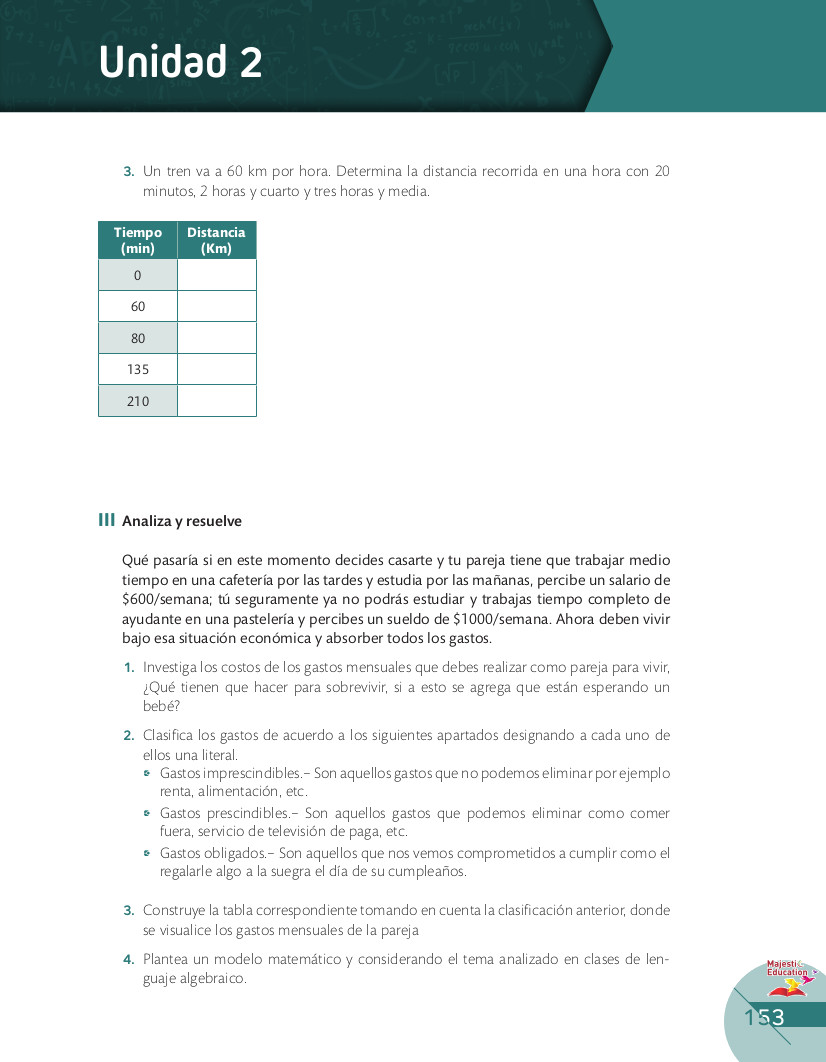 Unidad 2
3. Un tren va a 60 km por hora. Determina la distancia recorrida en una hora con 20
minutos, 2 horas y cuarto y tres horas y media.
Tiempo Distancia
(min) (Km)
0
60
80
135
210
III Analiza y resuelve
Qué pasaría si en este momento decides casarte y tu pareja tiene que trabajar medio
tiempo en una cafetería por las tardes y estudia por las mañanas, percibe un salario de
$600/semana; tú seguramente ya no podrás estudiar y trabajas tiempo completo de
ayudante en una pastelería y percibes un sueldo de $1000/semana. Ahora deben vivir
bajo esa situación económica y absorber todos los gastos.
1. Investiga los costos de los gastos mensuales que debes realizar como pareja para vivir,
¿Qué tienen que hacer para sobrevivir, si a esto se agrega que están esperando un
bebé?
2. Clasifica los gastos de acuerdo a los siguientes apartados designando a cada uno de
ellos una literal.
Gastos imprescindibles.– Son aquellos gastos que no podemos eliminar por ejemplo
renta, alimentación, etc.
Gastos prescindibles.– Son aquellos gastos que podemos eliminar como comer
fuera, servicio de televisión de paga, etc.
Gastos obligados.– Son aquellos que nos vemos comprometidos a cumplir como el
regalarle algo a la suegra el día de su cumpleaños.
3. Construye la tabla correspondiente tomando en cuenta la clasificación anterior, donde
se visualice los gastos mensuales de la pareja
4. Plantea un modelo matemático y considerando el tema analizado en clases de len-
guaje algebraico.
Majestic
Education
153